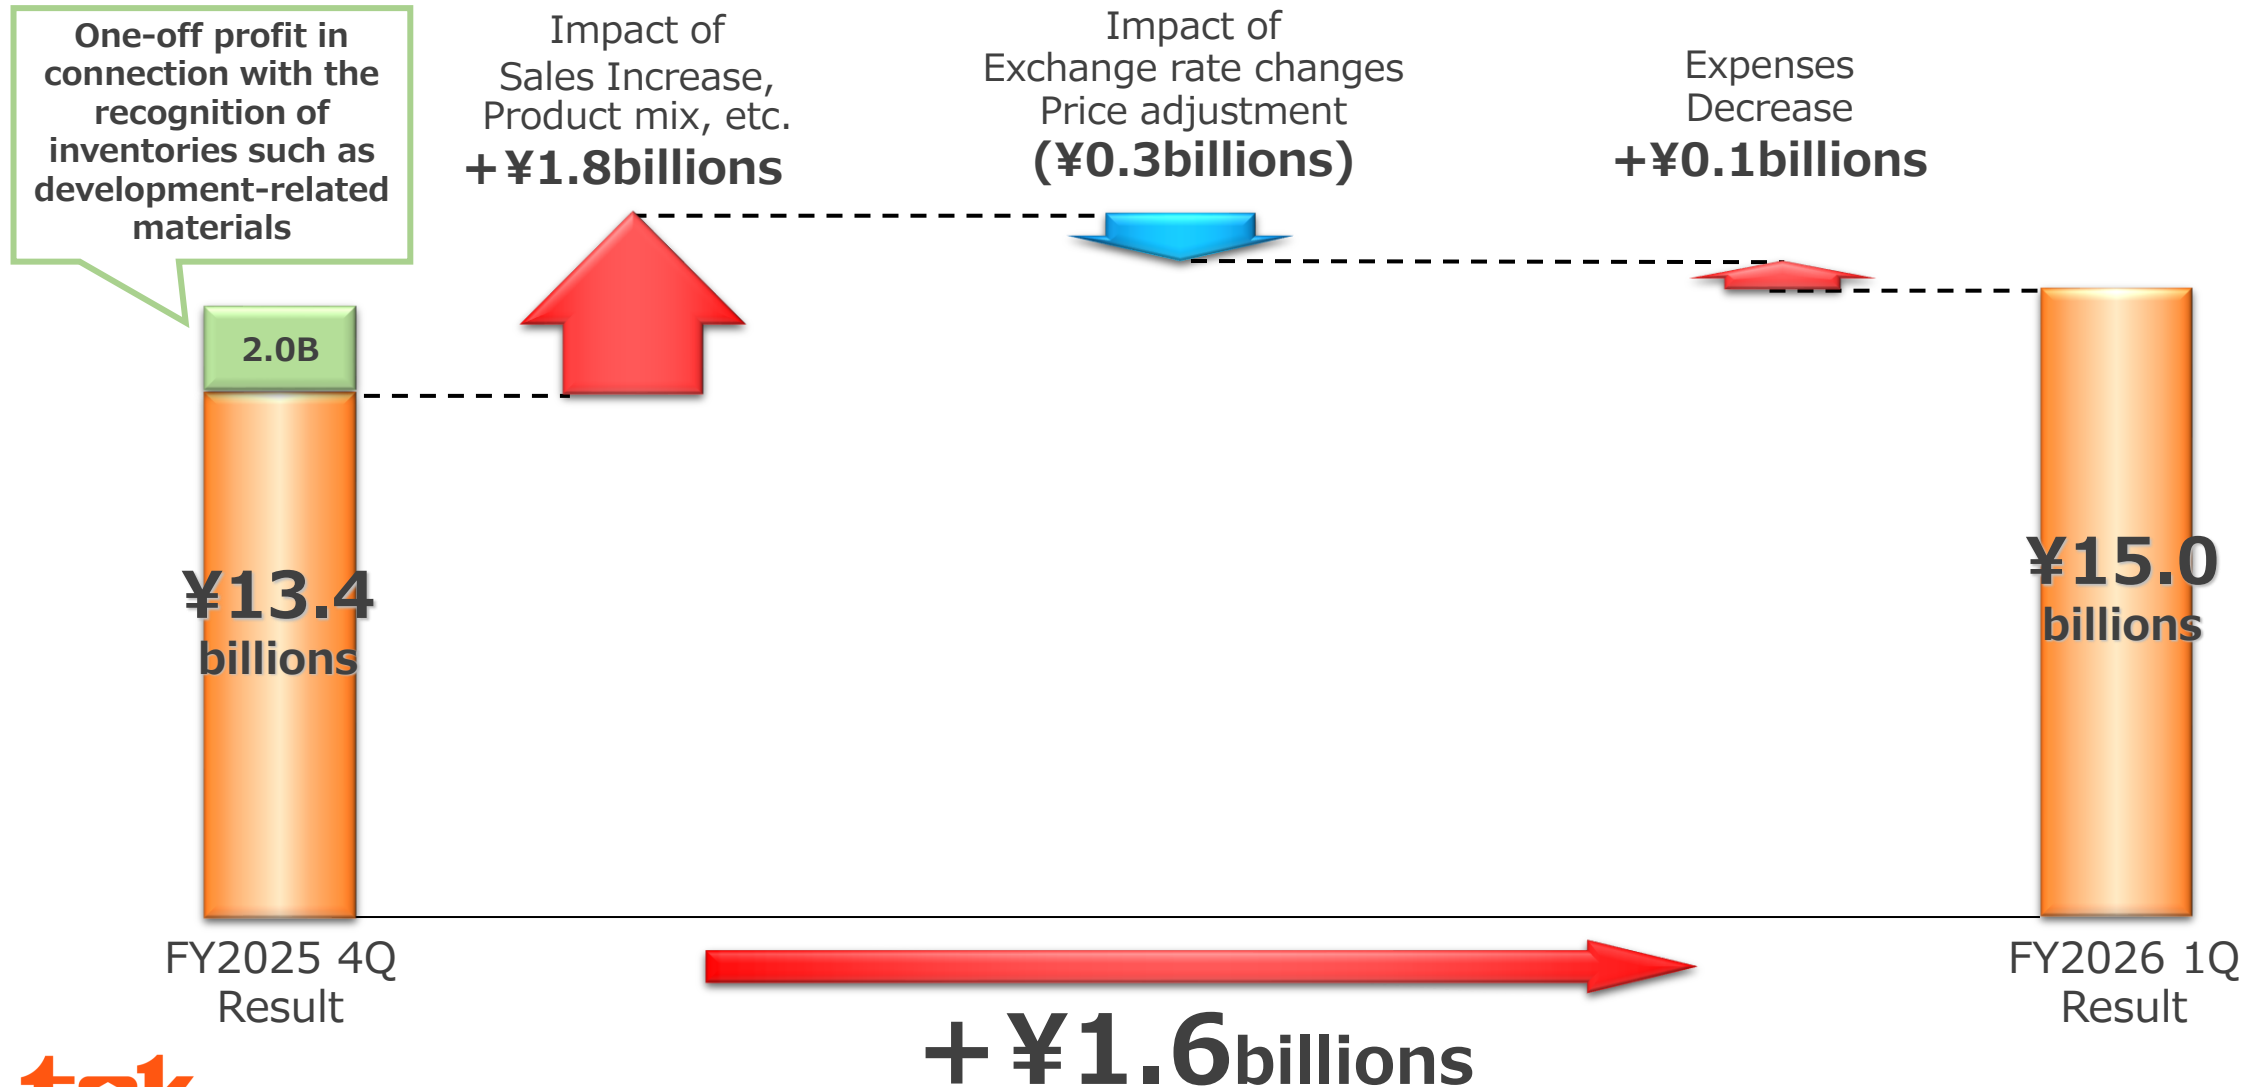 One-off profit in
connection with the
recognition of
inventories such as
development-related
materials
Impact of
Sales Increase,
Product mix, etc.
+¥1.8billions
Impact of
Exchange rate changes
Price adjustment
(¥0.3billions)
Expenses
Decrease
+¥0.1billions
2.0B
¥13.4
billions
¥15.0
billions
FY2025 4Q
Result
FY2026 1Q
Result
+¥1.6billions
tok